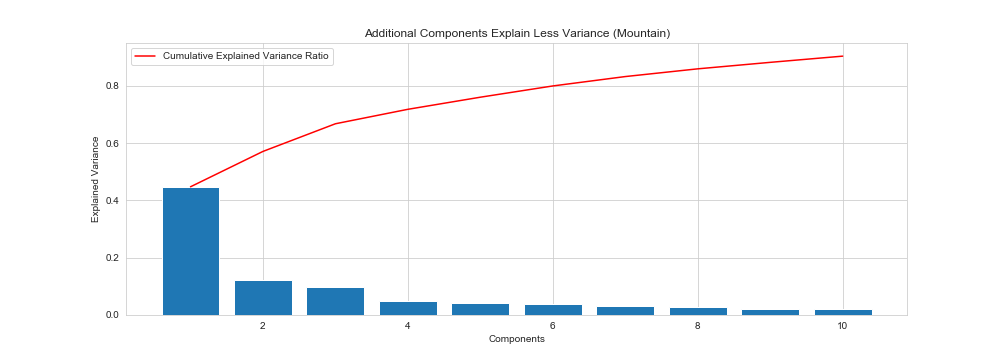 Additional Components Explain Less Variance (Mountain)
Cumulative Explained Variance Ratio
Explained Variance
0.8
0.6
0.4
0.2
0.0
2 4 6 8 10
Components